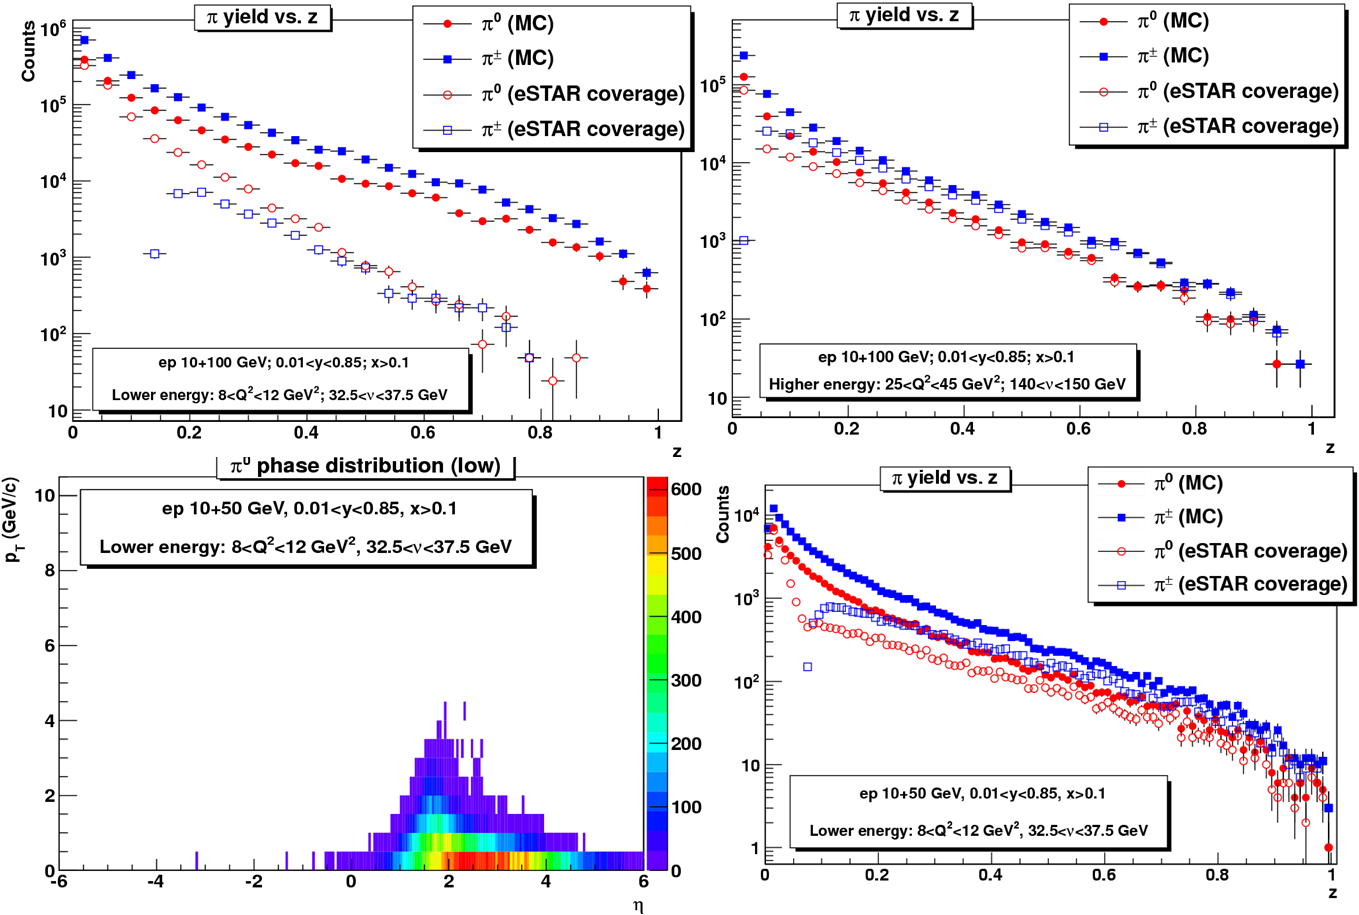 π yield vs. z
Counts
10⁶
10⁵
10⁴
10³
10²
10
π⁰ (MC)
π± (MC)
π⁰ (eSTAR coverage)
π± (eSTAR coverage)
ep 10+100 GeV; 0.01<y<0.85; x>0.1
Lower energy: 8<Q²<12 GeV²; 32.5<ν<37.5 GeV
0 0.2 0.4 0.6 0.8 1
z
π yield vs. z
Counts
10⁵
10⁴
10³
10²
10
π⁰ (MC)
π± (MC)
π⁰ (eSTAR coverage)
π± (eSTAR coverage)
ep 10+100 GeV; 0.01<y<0.85; x>0.1
Higher energy: 25<Q²<45 GeV²; 140<ν<150 GeV
0 0.2 0.4 0.6 0.8 1
z
π⁰ phase distribution (low)
p_T (GeV/c)
10
8
6
4
2
0
ep 10+50 GeV, 0.01<y<0.85, x>0.1
Lower energy: 8<Q²<12 GeV², 32.5<ν<37.5 GeV
600
500
400
300
200
100
0
-6 -4 -2 0 2 4 6
η
π yield vs. z
Counts
10⁴
10³
10²
10
1
π⁰ (MC)
π± (MC)
π⁰ (eSTAR coverage)
π± (eSTAR coverage)
ep 10+50 GeV, 0.01<y<0.85, x>0.1
Lower energy: 8<Q²<12 GeV², 32.5<ν<37.5 GeV
0 0.2 0.4 0.6 0.8 1
z